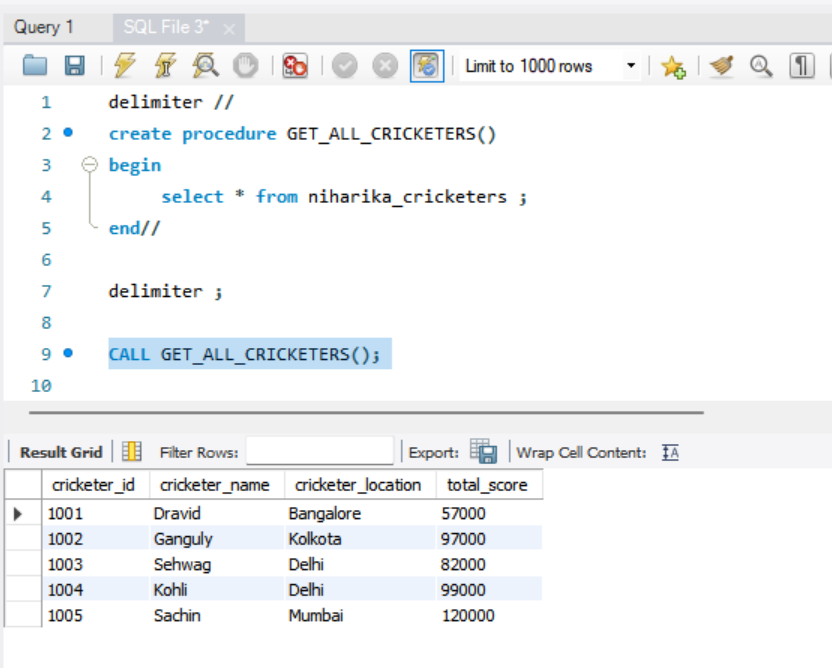 Query 1 SQL File 3*
Limit to 1000 rows
1 delimiter //
2 create procedure GET_ALL_CRICKETERS()
3 begin
4 select * from niharika_cricketers ;
5 end//
6
7 delimiter ;
8
9 CALL GET_ALL_CRICKETERS();
10
Result Grid Filter Rows: Export: Wrap Cell Content:
cricketer_id cricketer_name cricketer_location total_score
1001 Dravid Bangalore 57000
1002 Ganguly Kolkota 97000
1003 Sehwag Delhi 82000
1004 Kohli Delhi 99000
1005 Sachin Mumbai 120000